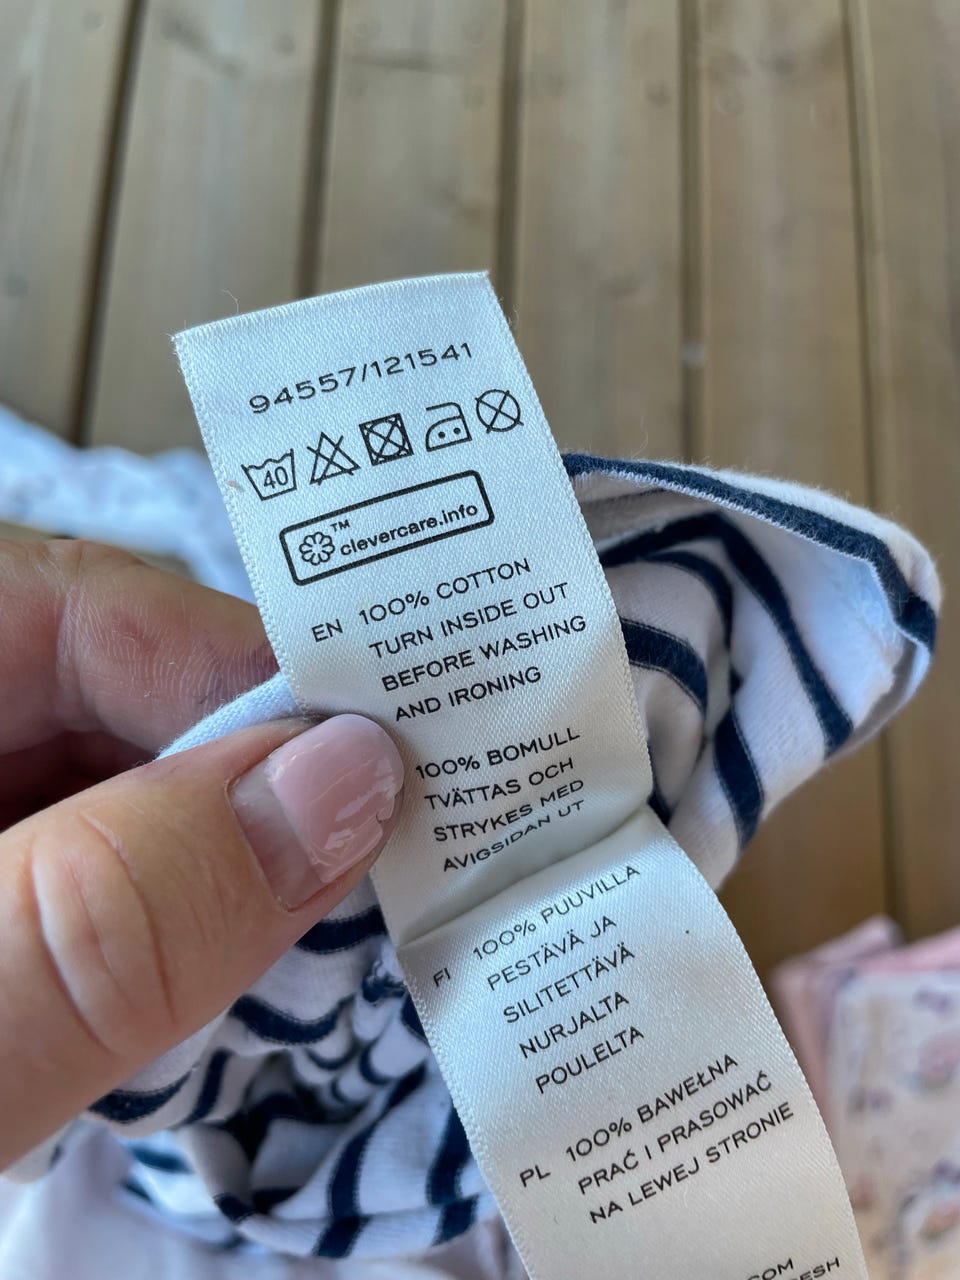 94557/121541
40
TM
clevercare.info
EN 100% COTTON
TURN INSIDE OUT
BEFORE WASHING
AND IRONING
100% BOMULL
TVÄTTAS OCH
STRYKES MED
AVIGSIDAN UT
FI 100% PUUVILLA
PESTÄVÄ JA
SILITETTÄVÄ
NURJALTA
POULELTA
PL 100% BAWEŁNA
PRAĆ I PRASOWAĆ
NA LEWEJ STRONIE